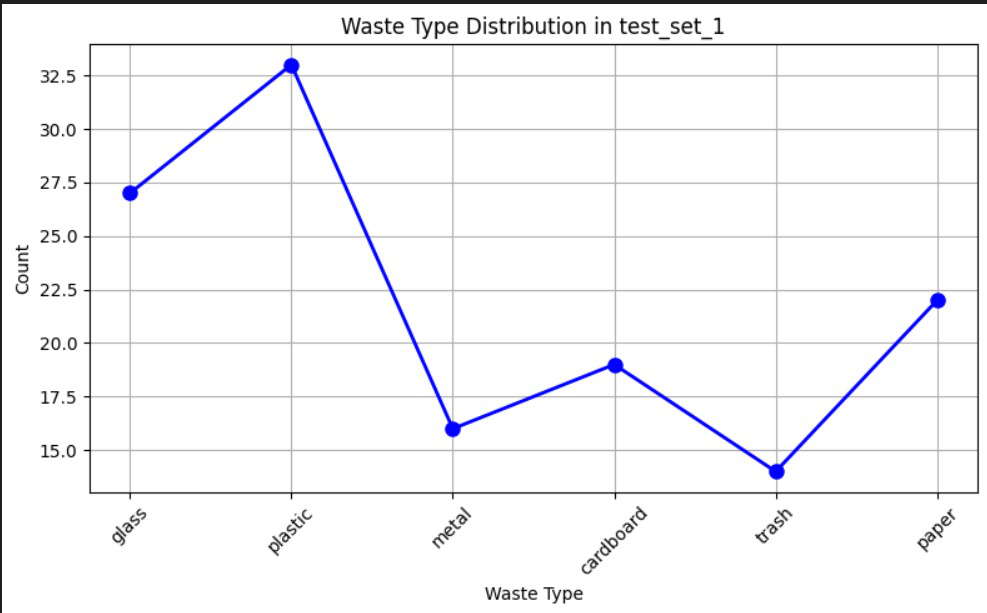 Waste Type Distribution in test_set_1
Count
32.5
30.0
27.5
25.0
22.5
20.0
17.5
15.0
glass
plastic
metal
cardboard
trash
paper
Waste Type